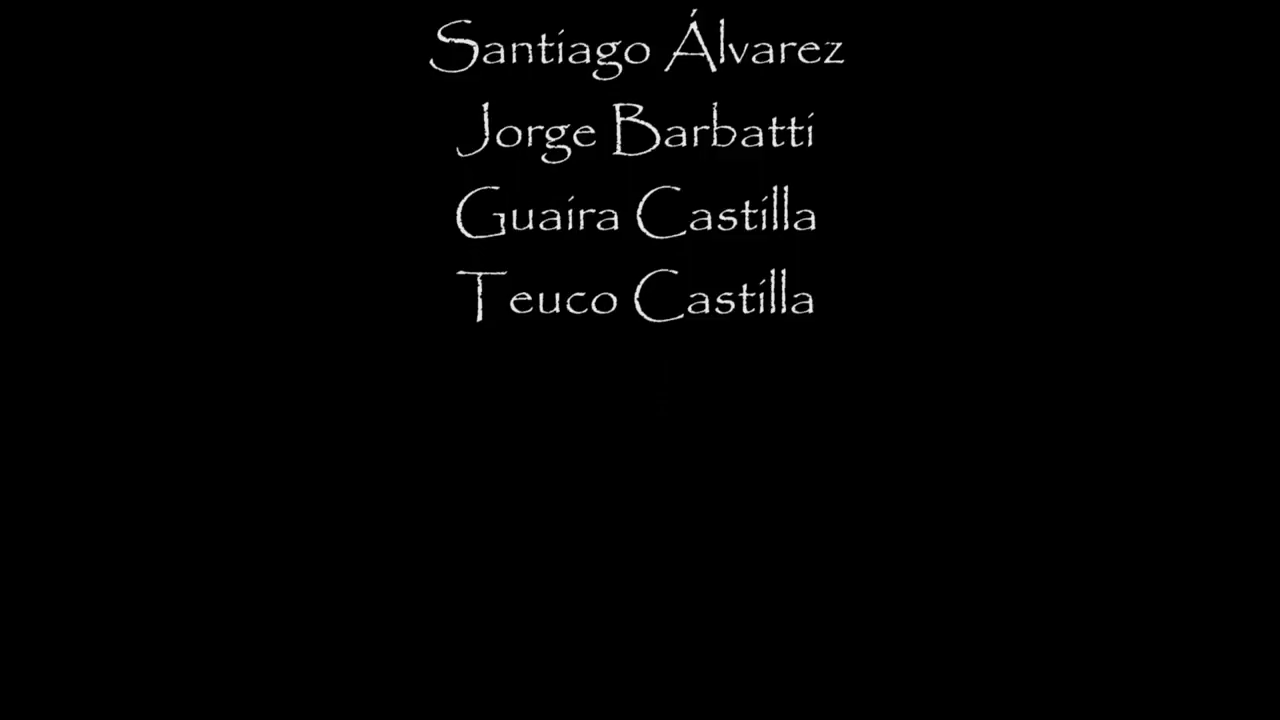 Santiago Álvarez
Jorge Barbatti
Guaira Castilla
Teuco Castilla